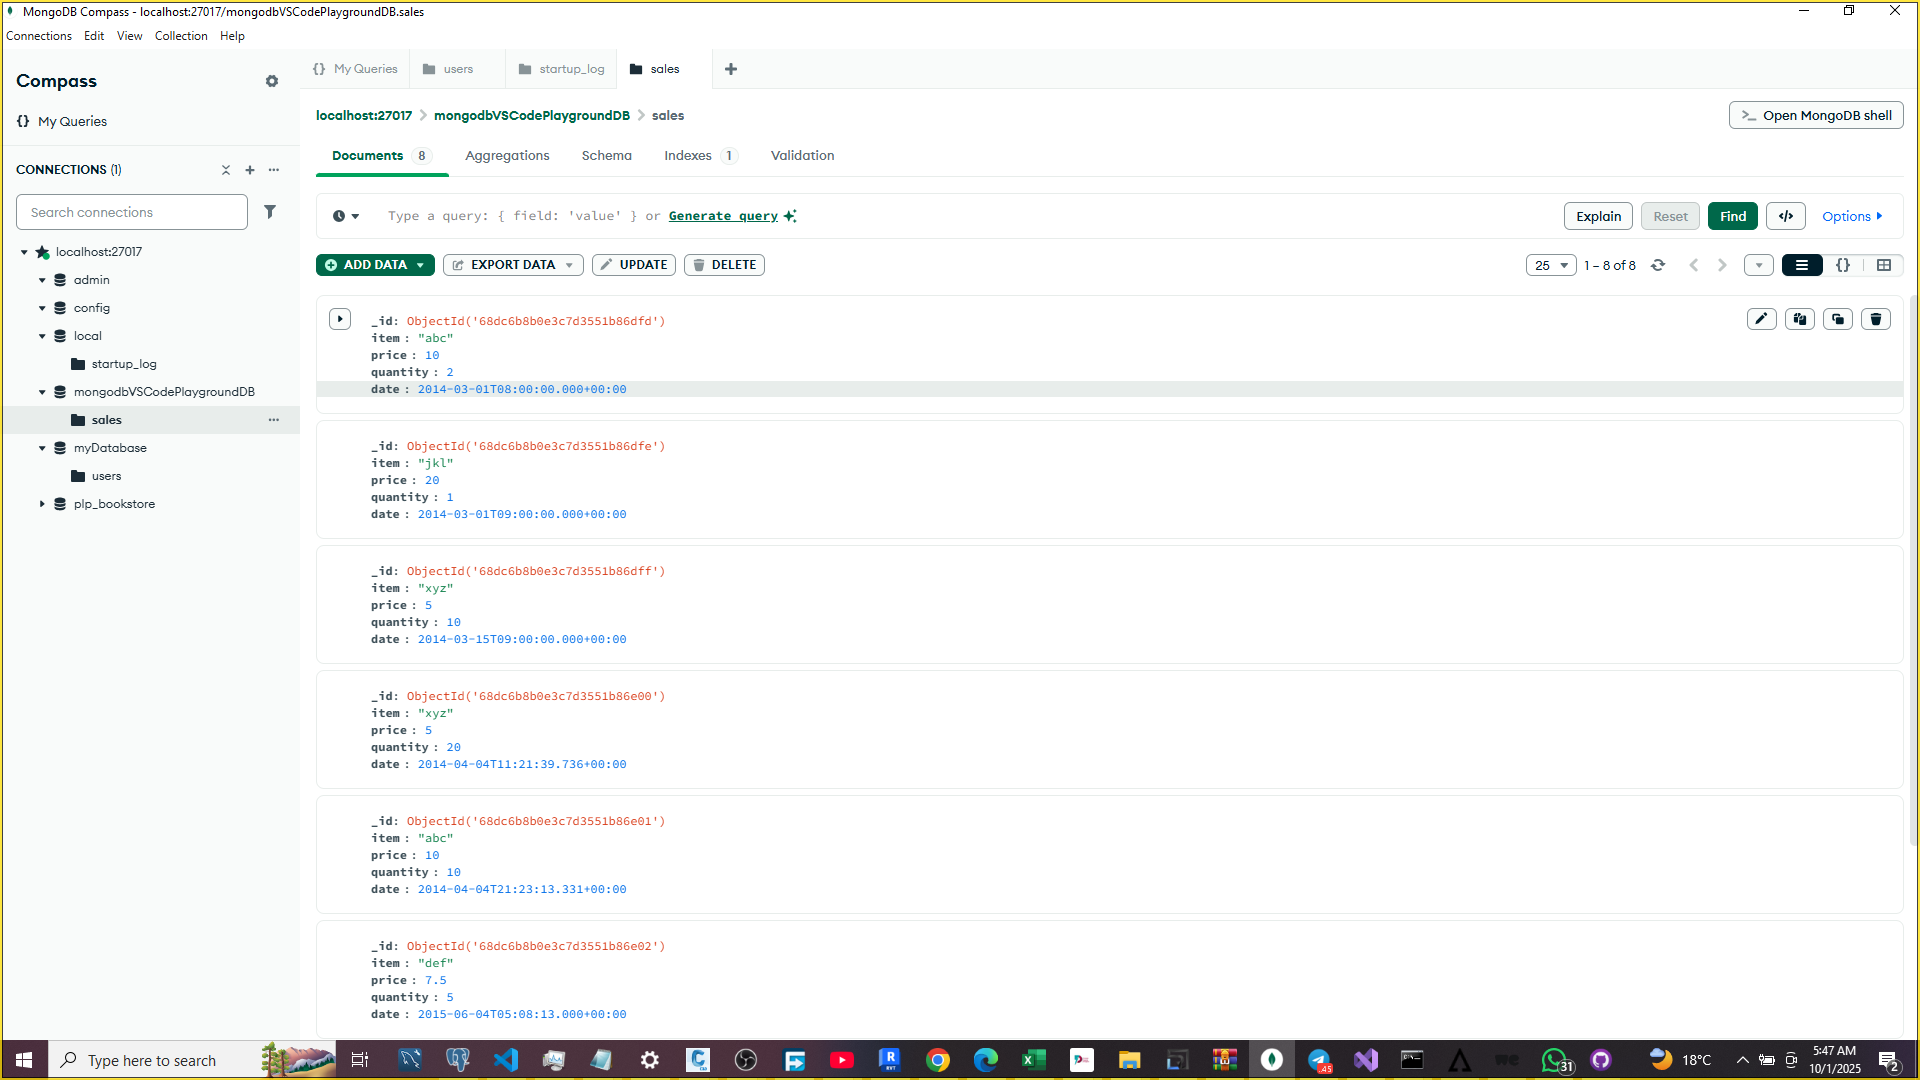 MongoDB Compass - localhost:27017/mongodbVSCodePlaygroundDB.sales
Connections Edit View Collection Help
Compass
{} My Queries
CONNECTIONS (1)
Search connections
localhost:27017
admin
config
local
startup_log
mongodbVSCodePlaygroundDB
sales
myDatabase
users
plp_bookstore
{} My Queries users startup_log sales
localhost:27017 > mongodbVSCodePlaygroundDB > sales
>_ Open MongoDB shell
Documents 8 Aggregations Schema Indexes 1 Validation
Type a query: { field: 'value' } or Generate query
Explain Reset Find </> Options
ADD DATA EXPORT DATA UPDATE DELETE
25 1 – 8 of 8 {}
_id: ObjectId('68dc6b8b0e3c7d3551b86dfd')
item : "abc"
price : 10
quantity : 2
date : 2014-03-01T08:00:00.000+00:00
_id: ObjectId('68dc6b8b0e3c7d3551b86dfe')
item : "jkl"
price : 20
quantity : 1
date : 2014-03-01T09:00:00.000+00:00
_id: ObjectId('68dc6b8b0e3c7d3551b86dff')
item : "xyz"
price : 5
quantity : 10
date : 2014-03-15T09:00:00.000+00:00
_id: ObjectId('68dc6b8b0e3c7d3551b86e00')
item : "xyz"
price : 5
quantity : 20
date : 2014-04-04T11:21:39.736+00:00
_id: ObjectId('68dc6b8b0e3c7d3551b86e01')
item : "abc"
price : 10
quantity : 10
date : 2014-04-04T21:23:13.331+00:00
_id: ObjectId('68dc6b8b0e3c7d3551b86e02')
item : "def"
price : 7.5
quantity : 5
date : 2015-06-04T05:08:13.000+00:00
Type here to search
.45
31
18°C
5:47 AM
10/1/2025
2